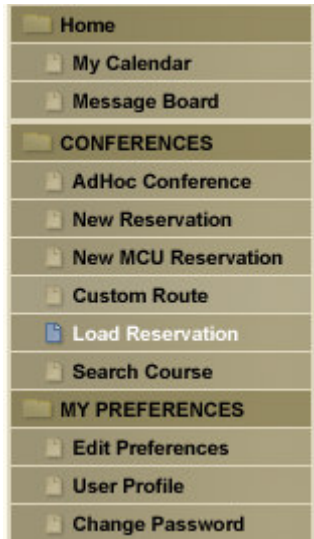 Home
My Calendar
Message Board
CONFERENCES
AdHoc Conference
New Reservation
New MCU Reservation
Custom Route
Load Reservation
Search Course
MY PREFERENCES
Edit Preferences
User Profile
Change Password